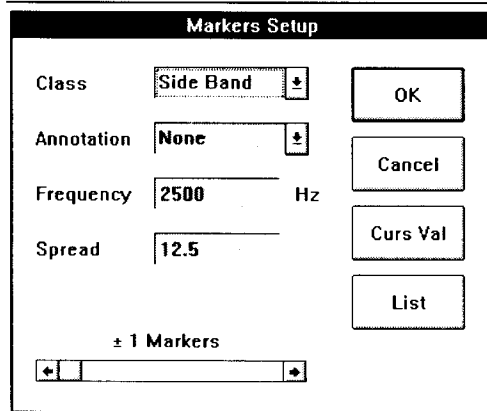 Markers Setup
Class Side Band
OK
Annotation None
Cancel
Frequency 2500 Hz
Curs Val
Spread 12.5
List
± 1 Markers